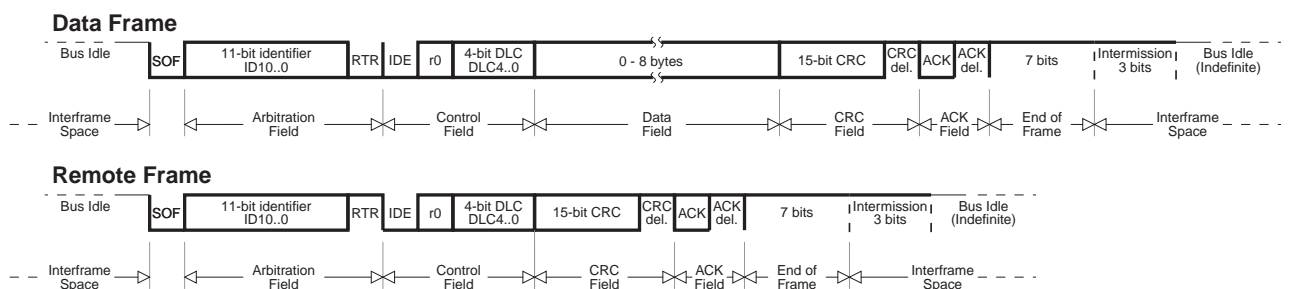 Data Frame
Bus Idle SOF 11-bit identifier ID10..0 RTR IDE r0 4-bit DLC DLC4..0 0 - 8 bytes 15-bit CRC CRC del. ACK ACK del. 7 bits Intermission 3 bits Bus Idle (Indefinite)
Interframe Space Arbitration Field Control Field Data Field CRC Field ACK Field End of Frame Interframe Space
Remote Frame
Bus Idle SOF 11-bit identifier ID10..0 RTR IDE r0 4-bit DLC DLC4..0 15-bit CRC CRC del. ACK ACK del. 7 bits Intermission 3 bits Bus Idle (Indefinite)
Interframe Space Arbitration Field Control Field CRC Field ACK Field End of Frame Interframe Space